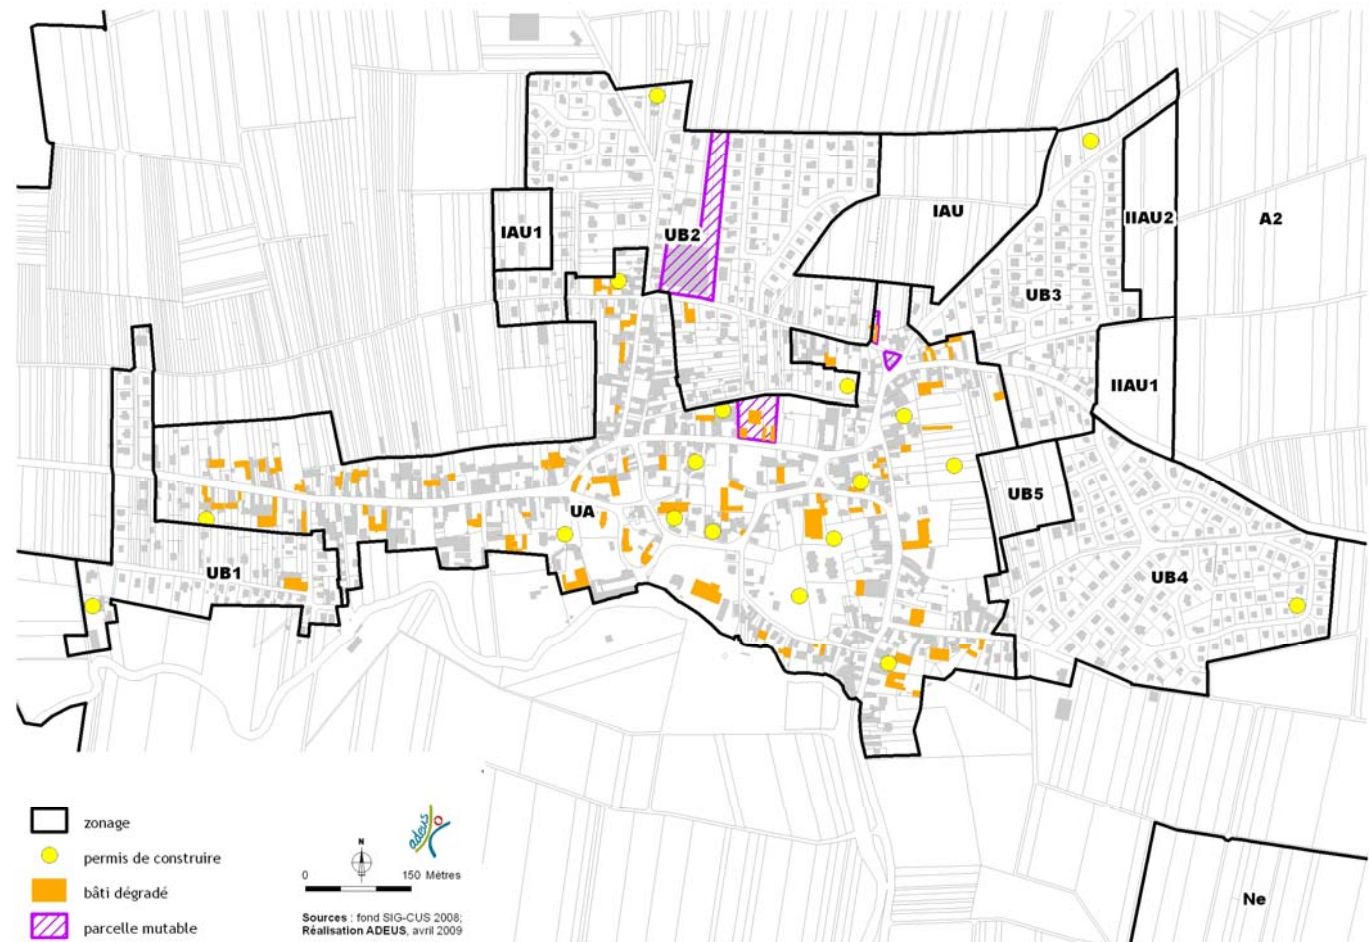 IAU
IIAU2
A2
IAU1
UB2
UB3
IIAU1
UB5
UA
UB1
UB4
Ne
zonage
permis de construire
bâti dégradé
parcelle mutable
adeus
N
0 150 Mètres
Sources : fond SIG-CUS 2008;
Réalisation ADEUS, avril 2009